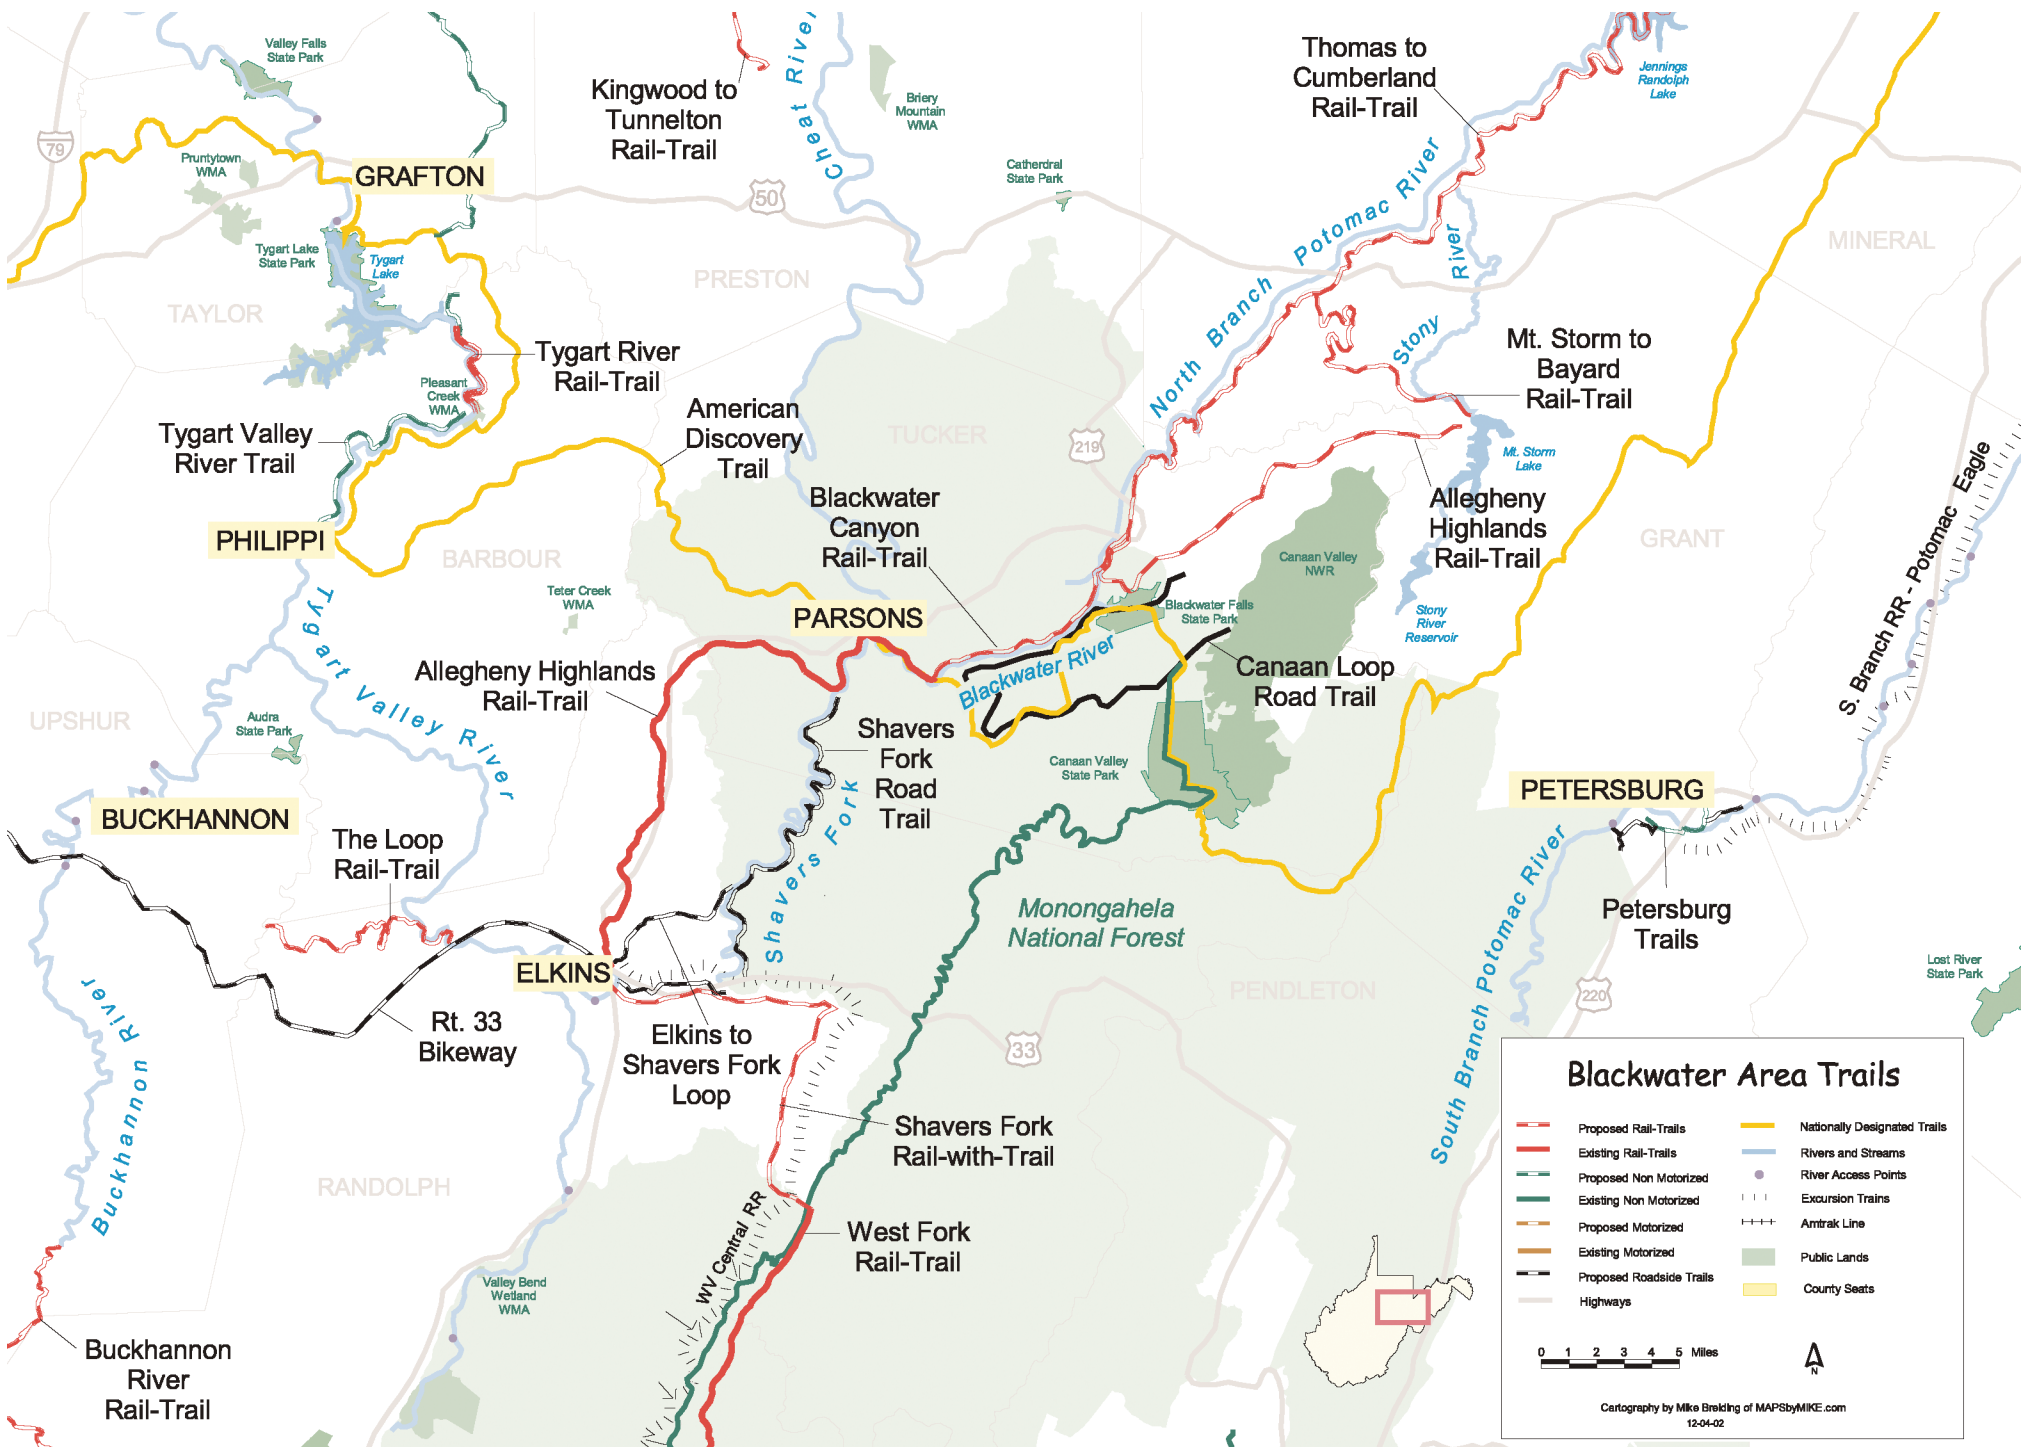 Valley Falls
State Park
79
Pruntytown
WMA
GRAFTON
Kingwood to
Tunnelton
Rail-Trail
Cheat River
Briery
Mountain
WMA
Catherdral
State Park
50
Thomas to
Cumberland
Rail-Trail
Jennings
Randolph
Lake
North Branch Potomac River
MINERAL
Tygart Lake
State Park
Tygart
Lake
TAYLOR
PRESTON
Stony River
Tygart River
Rail-Trail
Pleasant
Creek
WMA
Mt. Storm to
Bayard
Rail-Trail
American
Discovery
Trail
TUCKER
219
Tygart Valley
River Trail
Mt. Storm
Lake
S. Branch RR - Potomac Eagle
Blackwater
Canyon
Rail-Trail
Allegheny
Highlands
Rail-Trail
PHILIPPI
BARBOUR
GRANT
Canaan Valley
NWR
Teter Creek
WMA
PARSONS
Blackwater Falls
State Park
Stony
River
Reservoir
Tygart Valley River
Allegheny Highlands
Rail-Trail
Blackwater River
Canaan Loop
Road Trail
UPSHUR
Audra
State Park
Shavers
Fork
Road
Trail
Canaan Valley
State Park
PETERSBURG
BUCKHANNON
The Loop
Rail-Trail
Shavers Fork
South Branch Potomac River
Monongahela
National Forest
Petersburg
Trails
Lost River
State Park
ELKINS
PENDLETON
220
Buckhannon River
Rt. 33
Bikeway
Elkins to
Shavers Fork
Loop
33
Shavers Fork
Rail-with-Trail
RANDOLPH
WV Central RR
West Fork
Rail-Trail
Valley Bend
Wetland
WMA
Buckhannon
River
Rail-Trail
Blackwater Area Trails
Proposed Rail-Trails
Existing Rail-Trails
Proposed Non Motorized
Existing Non Motorized
Proposed Motorized
Existing Motorized
Proposed Roadside Trails
Highways
Nationally Designated Trails
Rivers and Streams
River Access Points
Excursion Trains
Amtrak Line
Public Lands
County Seats
0 1 2 3 4 5 Miles
N
Cartography by Mike Breiding of MAPSbyMIKE.com
12-04-02